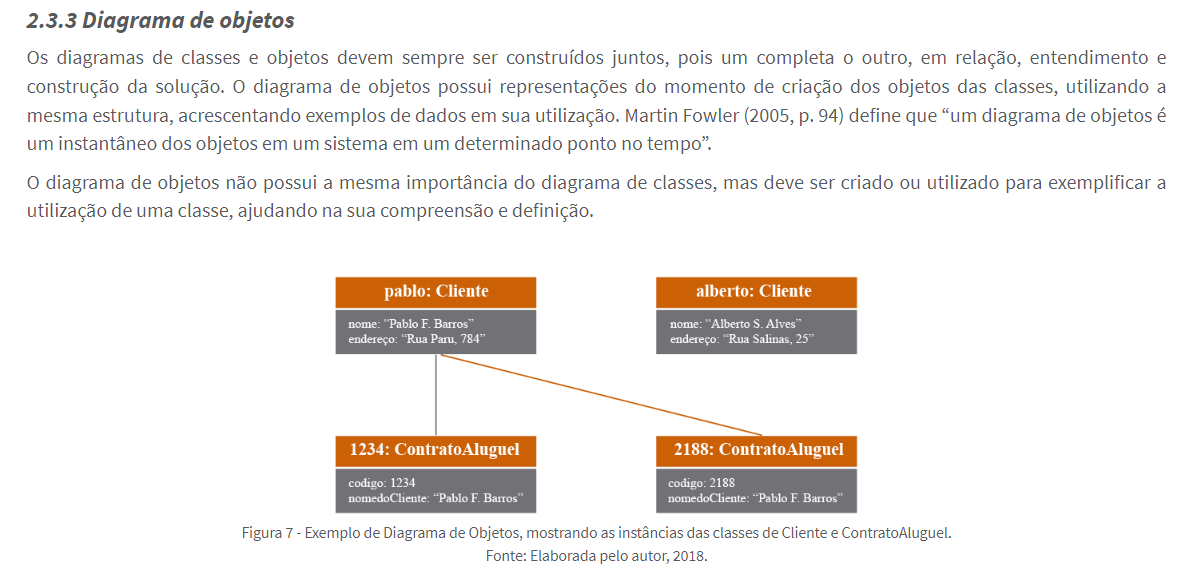 2.3.3 Diagrama de objetos
Os diagramas de classes e objetos devem sempre ser construídos juntos, pois um completa o outro, em relação, entendimento e
construção da solução. O diagrama de objetos possui representações do momento de criação dos objetos das classes, utilizando a
mesma estrutura, acrescentando exemplos de dados em sua utilização. Martin Fowler (2005, p. 94) define que “um diagrama de objetos é
um instantâneo dos objetos em um sistema em um determinado ponto no tempo”.
O diagrama de objetos não possui a mesma importância do diagrama de classes, mas deve ser criado ou utilizado para exemplificar a
utilização de uma classe, ajudando na sua compreensão e definição.
pablo: Cliente
nome: “Pablo F. Barros”
endereço: “Rua Paru, 784”
alberto: Cliente
nome: “Alberto S. Alves”
endereço: “Rua Salinas, 25”
1234: ContratoAluguel
codigo: 1234
nomedoCliente: “Pablo F. Barros”
2188: ContratoAluguel
codigo: 2188
nomedoCliente: “Pablo F. Barros”
Figura 7 - Exemplo de Diagrama de Objetos, mostrando as instâncias das classes de Cliente e ContratoAluguel.
Fonte: Elaborada pelo autor, 2018.